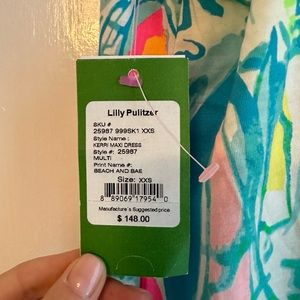 Lilly Pulitzer
SKU #
25987 999SK1 XXS
Style Name :
KERRI MAXI DRESS
Style #: 25987
MULTI
Print Name #:
BEACH AND BAE
Size: XXS
8 89069 17954 0
Manufacture's Suggested price
$ 148.00